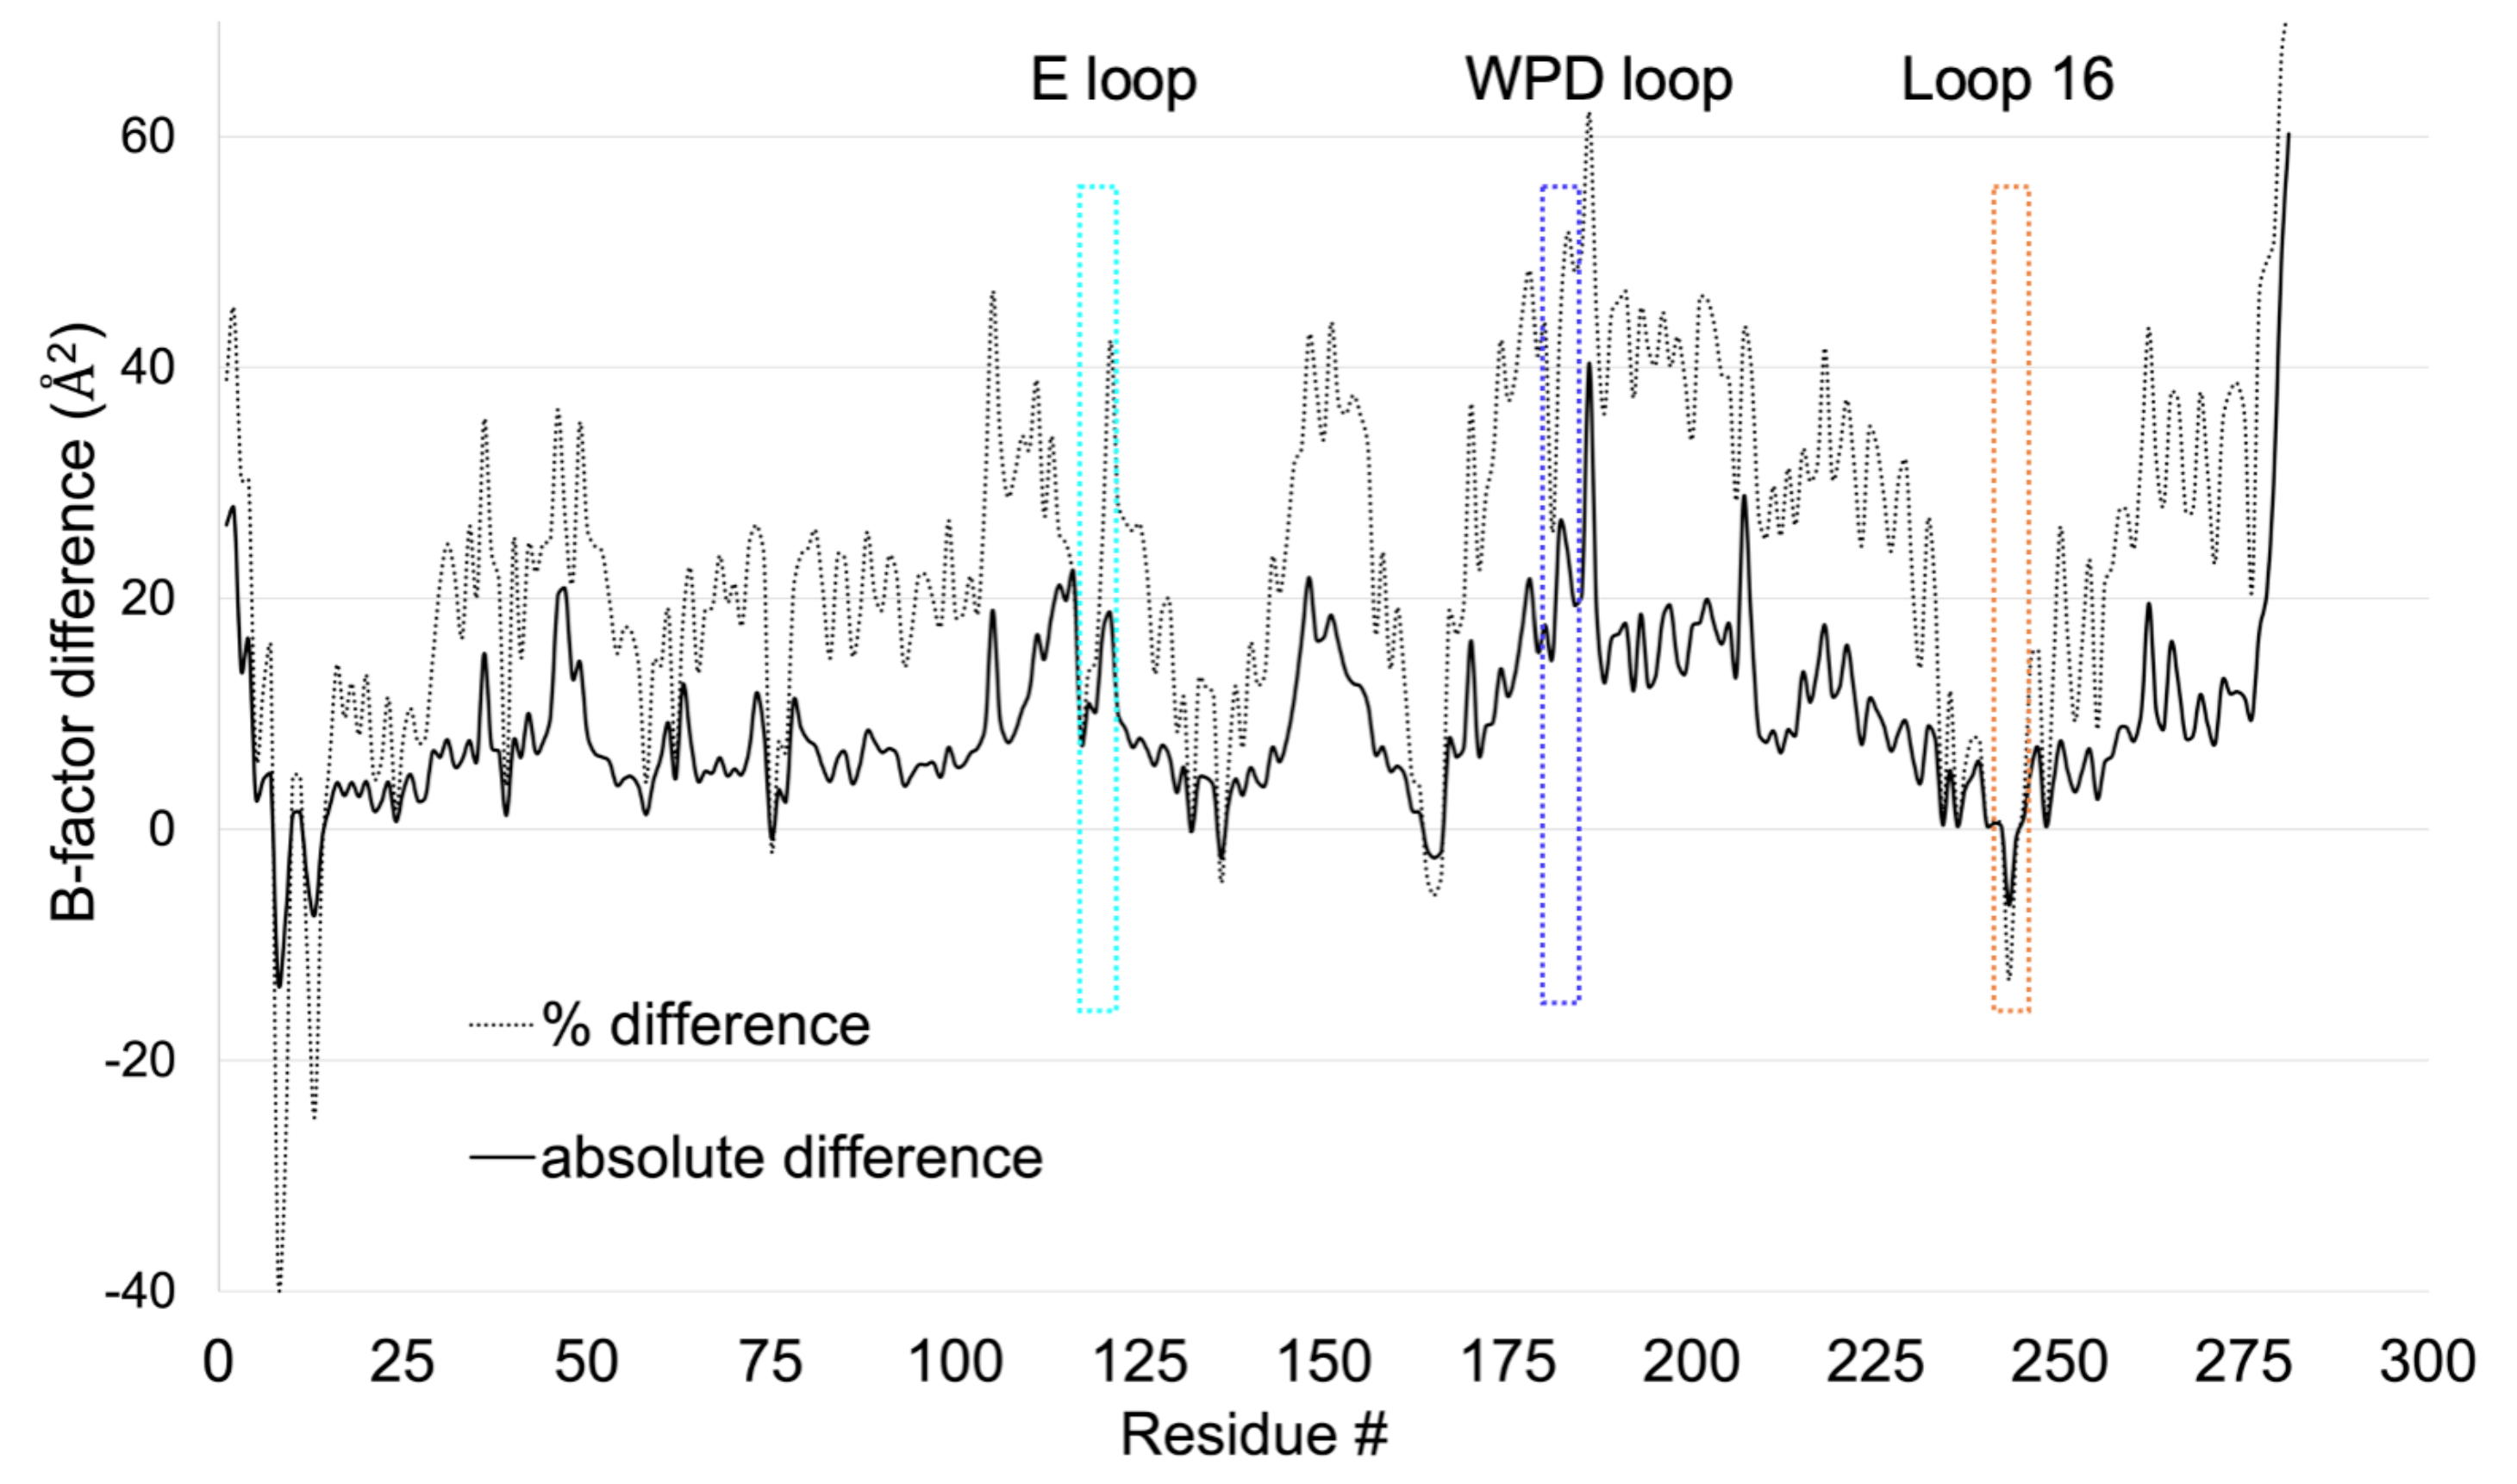 E loop WPD loop Loop 16
60
40
20
0
-20
-40
B-factor difference (Å²)
% difference
absolute difference
0 25 50 75 100 125 150 175 200 225 250 275 300
Residue #